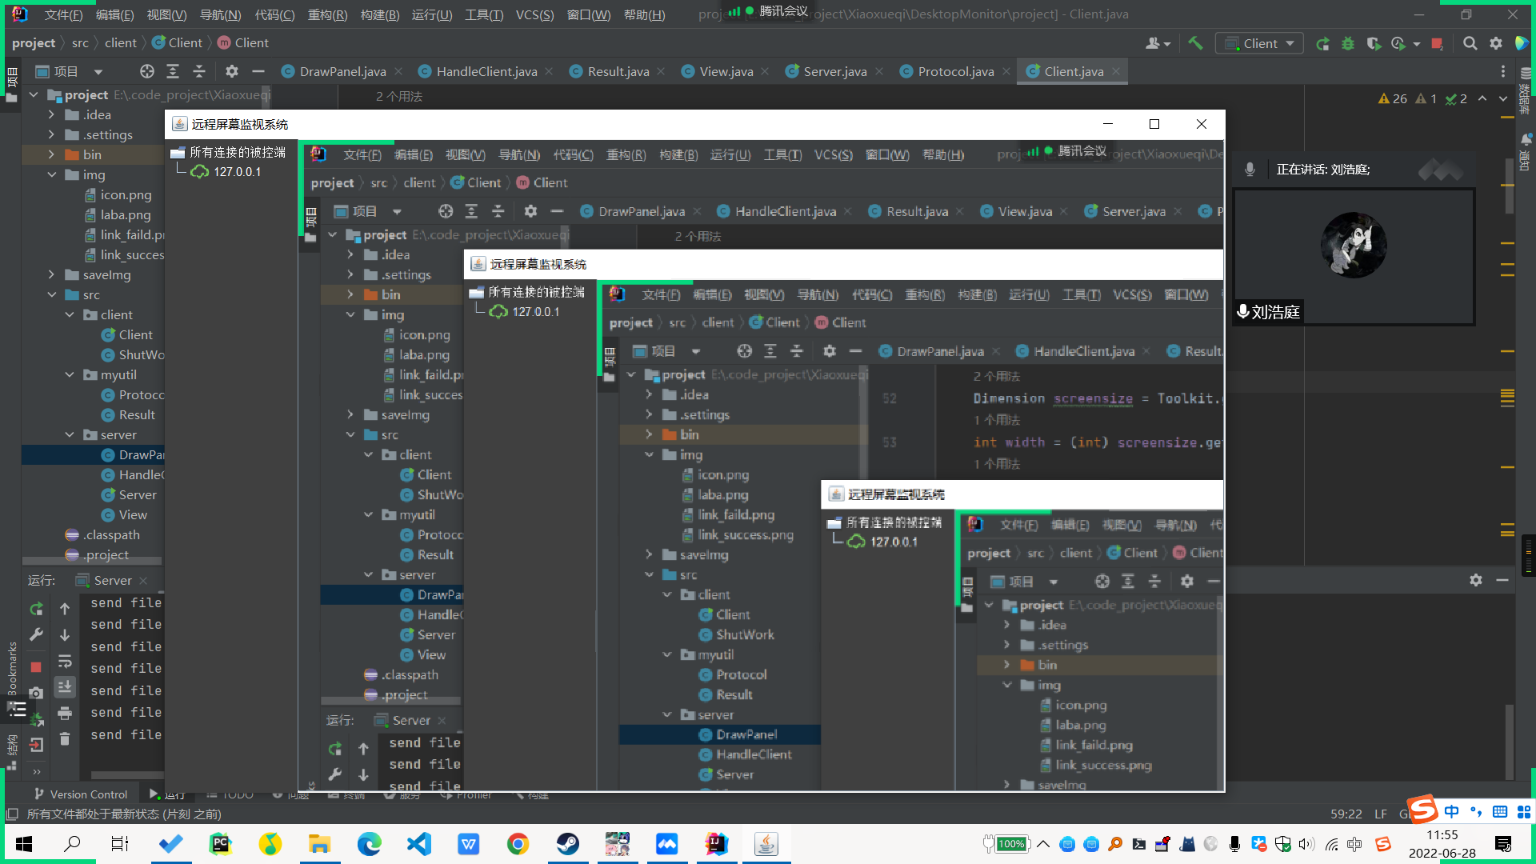 文件(F) 编辑(E) 视图(V) 导航(N) 代码(C) 重构(R) 构建(B) 运行(U) 工具(T) VCS(S) 窗口(W) 帮助(H)
腾讯会议
project\Xiaoxueqi\DesktopMonitor\project] - Client.java
project src client Client Client
Client
项目
DrawPanel.java HandleClient.java Result.java View.java Server.java Protocol.java Client.java
project E:\.code_project\Xiaoxueqi
2 个用法
26 1 2
.idea
.settings
bin
img
icon.png
laba.png
link_faild.p
link_succes
saveImg
src
client
Client
ShutWo
myutil
Protoco
Result
server
DrawPa
HandleC
Server
View
.classpath
.project
运行: Server
send file
send file
send file
send file
send file
send file
send file
Bookmarks
结构
项目
数据库
通知
远程屏幕监视系统
所有连接的被控端
127.0.0.1
文件(F) 编辑(E) 视图(V) 导航(N) 代码(C) 重构(R) 构建(B) 运行(U) 工具(T) VCS(S) 窗口(W) 帮助(H)
腾讯会议
project src client Client Client
项目
项目
DrawPanel.java HandleClient.java Result.java View.java Server.java P
project E:\.code_project\Xiaoxueqi
2 个用法
.idea
.settings
bin
img
icon.png
laba.png
link_faild.p
link_succes
saveImg
src
client
Client
ShutWo
myutil
Protoco
Result
server
DrawPa
HandleC
Server
View
.classpath
.project
运行: Server
send file
send file
send file
远程屏幕监视系统
所有连接的被控端
127.0.0.1
文件(F) 编辑(E) 视图(V) 导航(N) 代码(C) 重构(R) 构建(B) 运行(U) 工具(T) VCS(S) 窗口(W)
project src client Client Client
项目
项目
DrawPanel.java HandleClient.java Result.
project E:\.code_project\Xiaoxueqi
2 个用法
52 Dimension screensize = Toolkit.
1 个用法
53 int width = (int) screensize.ge
1 个用法
.idea
.settings
bin
img
icon.png
laba.png
link_faild.png
link_success.png
saveImg
src
client
Client
ShutWork
myutil
Protocol
Result
server
DrawPanel
HandleClient
Server
远程屏幕监视系统
所有连接的被控端
127.0.0.1
文件(F) 编辑(E) 视图(V) 导航(N) 代
project src client Client Client
项目
项目
project E:\.code_project\Xiaoxueqi
.idea
.settings
bin
img
icon.png
laba.png
link_faild.png
link_success.png
saveImg
正在讲话: 刘浩庭;
刘浩庭
Version Control 运行 TODO 问题 终端 服务 Profiler 构建
所有文件都处于最新状态 (片刻 之前)
59:22 LF
中
100%
中
11:55
2022-06-28